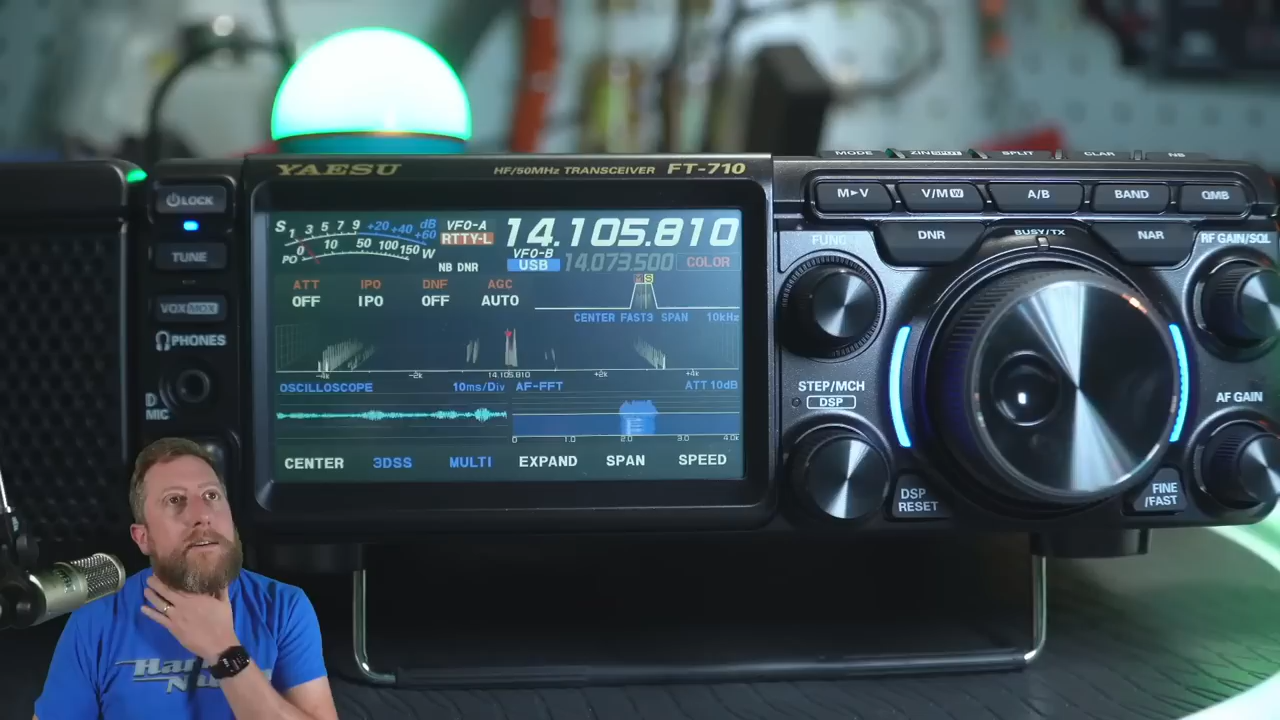 MODE SPLIT CLAR NB
YAESU HF/50MHz TRANSCEIVER FT-710
LOCK
TUNE
VOX MOX
PHONES
MIC
S 1 3 5 7 9 +20 +40 +60 dB
PO 0 10 50 100 150 W
VFO-A
RTTY-L
14.105.810
VFO-B
USB
14.073.500
COLOR
NB DNR
ATT IPO DNF AGC
OFF IPO OFF AUTO
CENTER FAST3 SPAN 10kHz
-4k -2k 14.105.810 +2k +4k
OSCILLOSCOPE 10ms/Div AF-FFT ATT 10dB
0 1.0 2.0 3.0 4.0k
CENTER 3DSS MULTI EXPAND SPAN SPEED
M►V V/M W A/B BAND QMB
DNR BUSY/TX NAR
FUNC
RF GAIN/SQL
STEP/MCH
DSP
AF GAIN
DSP
RESET
FINE
/FAST